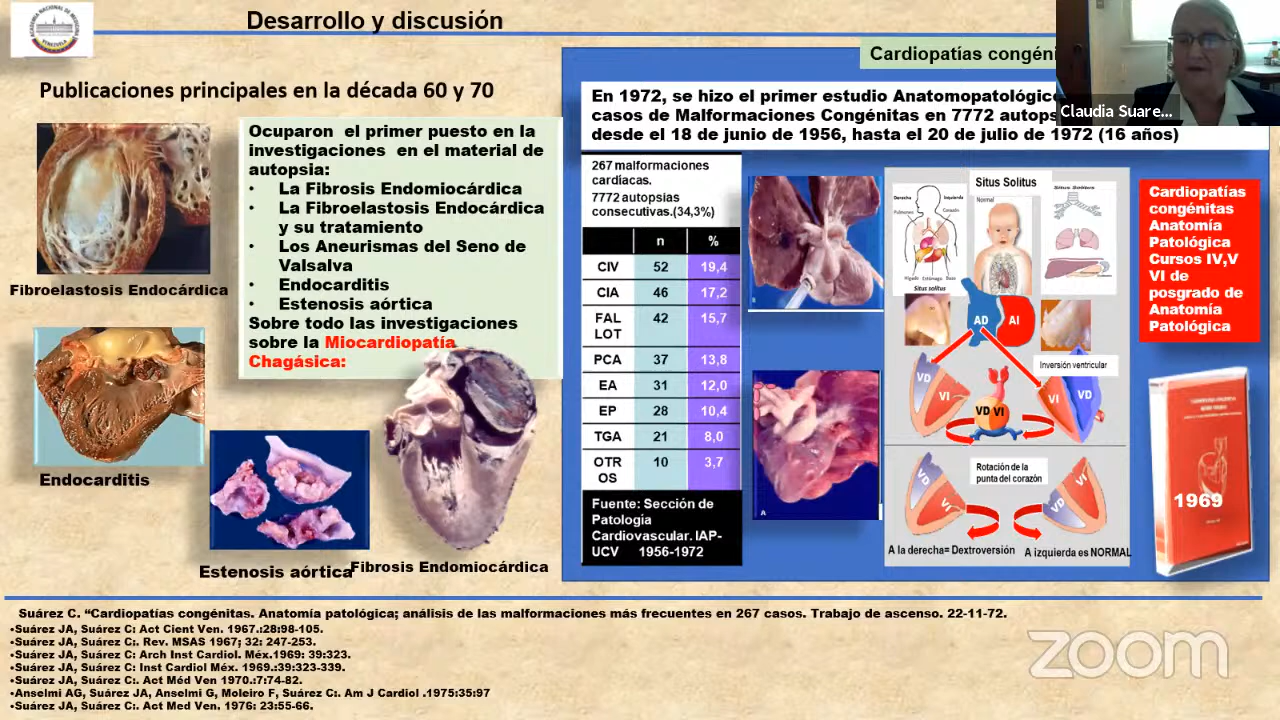 Desarrollo y discusión
Publicaciones principales en la década 60 y 70
Fibroelastosis Endocárdica
Endocarditis
Estenosis aórtica
Fibrosis Endomiocárdica
Ocuparon el primer puesto en la
investigaciones en el material de
autopsia:
• La Fibrosis Endomiocárdica
• La Fibroelastosis Endocárdica
y su tratamiento
• Los Aneurismas del Seno de
Valsalva
• Endocarditis
• Estenosis aórtica
Sobre todo las investigaciones
sobre la Miocardiopatía
Chagásica:
Cardiopatías congéni
Claudia Suare...
En 1972, se hizo el primer estudio Anatomopatológico
casos de Malformaciones Congénitas en 7772 autop
desde el 18 de junio de 1956, hasta el 20 de julio de 1972 (16 años)
267 malformaciones
cardíacas.
7772 autopsias
consecutivas.(34,3%)
n %
CIV 52 19,4
CIA 46 17,2
FAL
LOT 42 15,7
PCA 37 13,8
EA 31 12,0
EP 28 10,4
TGA 21 8,0
OTR
OS 10 3,7
Fuente: Sección de
Patología
Cardiovascular. IAP-
UCV 1956-1972
A
Situs Solitus
Derecha Izquierda
Pulmones Corazón
Hígado Estómago Bazo
Situs solitus
Normal
Situs Solitus
AD AI
Inversión ventricular
VD VI
VD VI
VI VD
Rotación de la
punta del corazón
VD VI
VD VI
A la derecha= Dextroversión
A izquierda es NORMAL
Cardiopatías
congénitas
Anatomía
Patológica
Cursos IV,V
VI de
posgrado de
Anatomía
Patológica
1969
Suárez C. “Cardiopatías congénitas. Anatomía patológica; análisis de las malformaciones más frecuentes en 267 casos. Trabajo de ascenso. 22-11-72.
•Suárez JA, Suárez C: Act Cient Ven. 1967.:28:98-105.
•Suárez JA, Suárez C:. Rev. MSAS 1967; 32: 247-253.
•Suárez JA, Suárez C: Arch Inst Cardiol. Méx.1969: 39:323.
•Suárez JA, Suárez C: Inst Cardiol Méx. 1969.:39:323-339.
•Suárez JA, Suárez C:. Act Méd Ven 1970.:7:74-82.
•Anselmi AG, Suárez JA, Anselmi G, Moleiro F, Suárez C:. Am J Cardiol .1975:35:97
•Suárez JA, Suárez C:. Act Med Ven. 1976: 23:55-66.
zoom